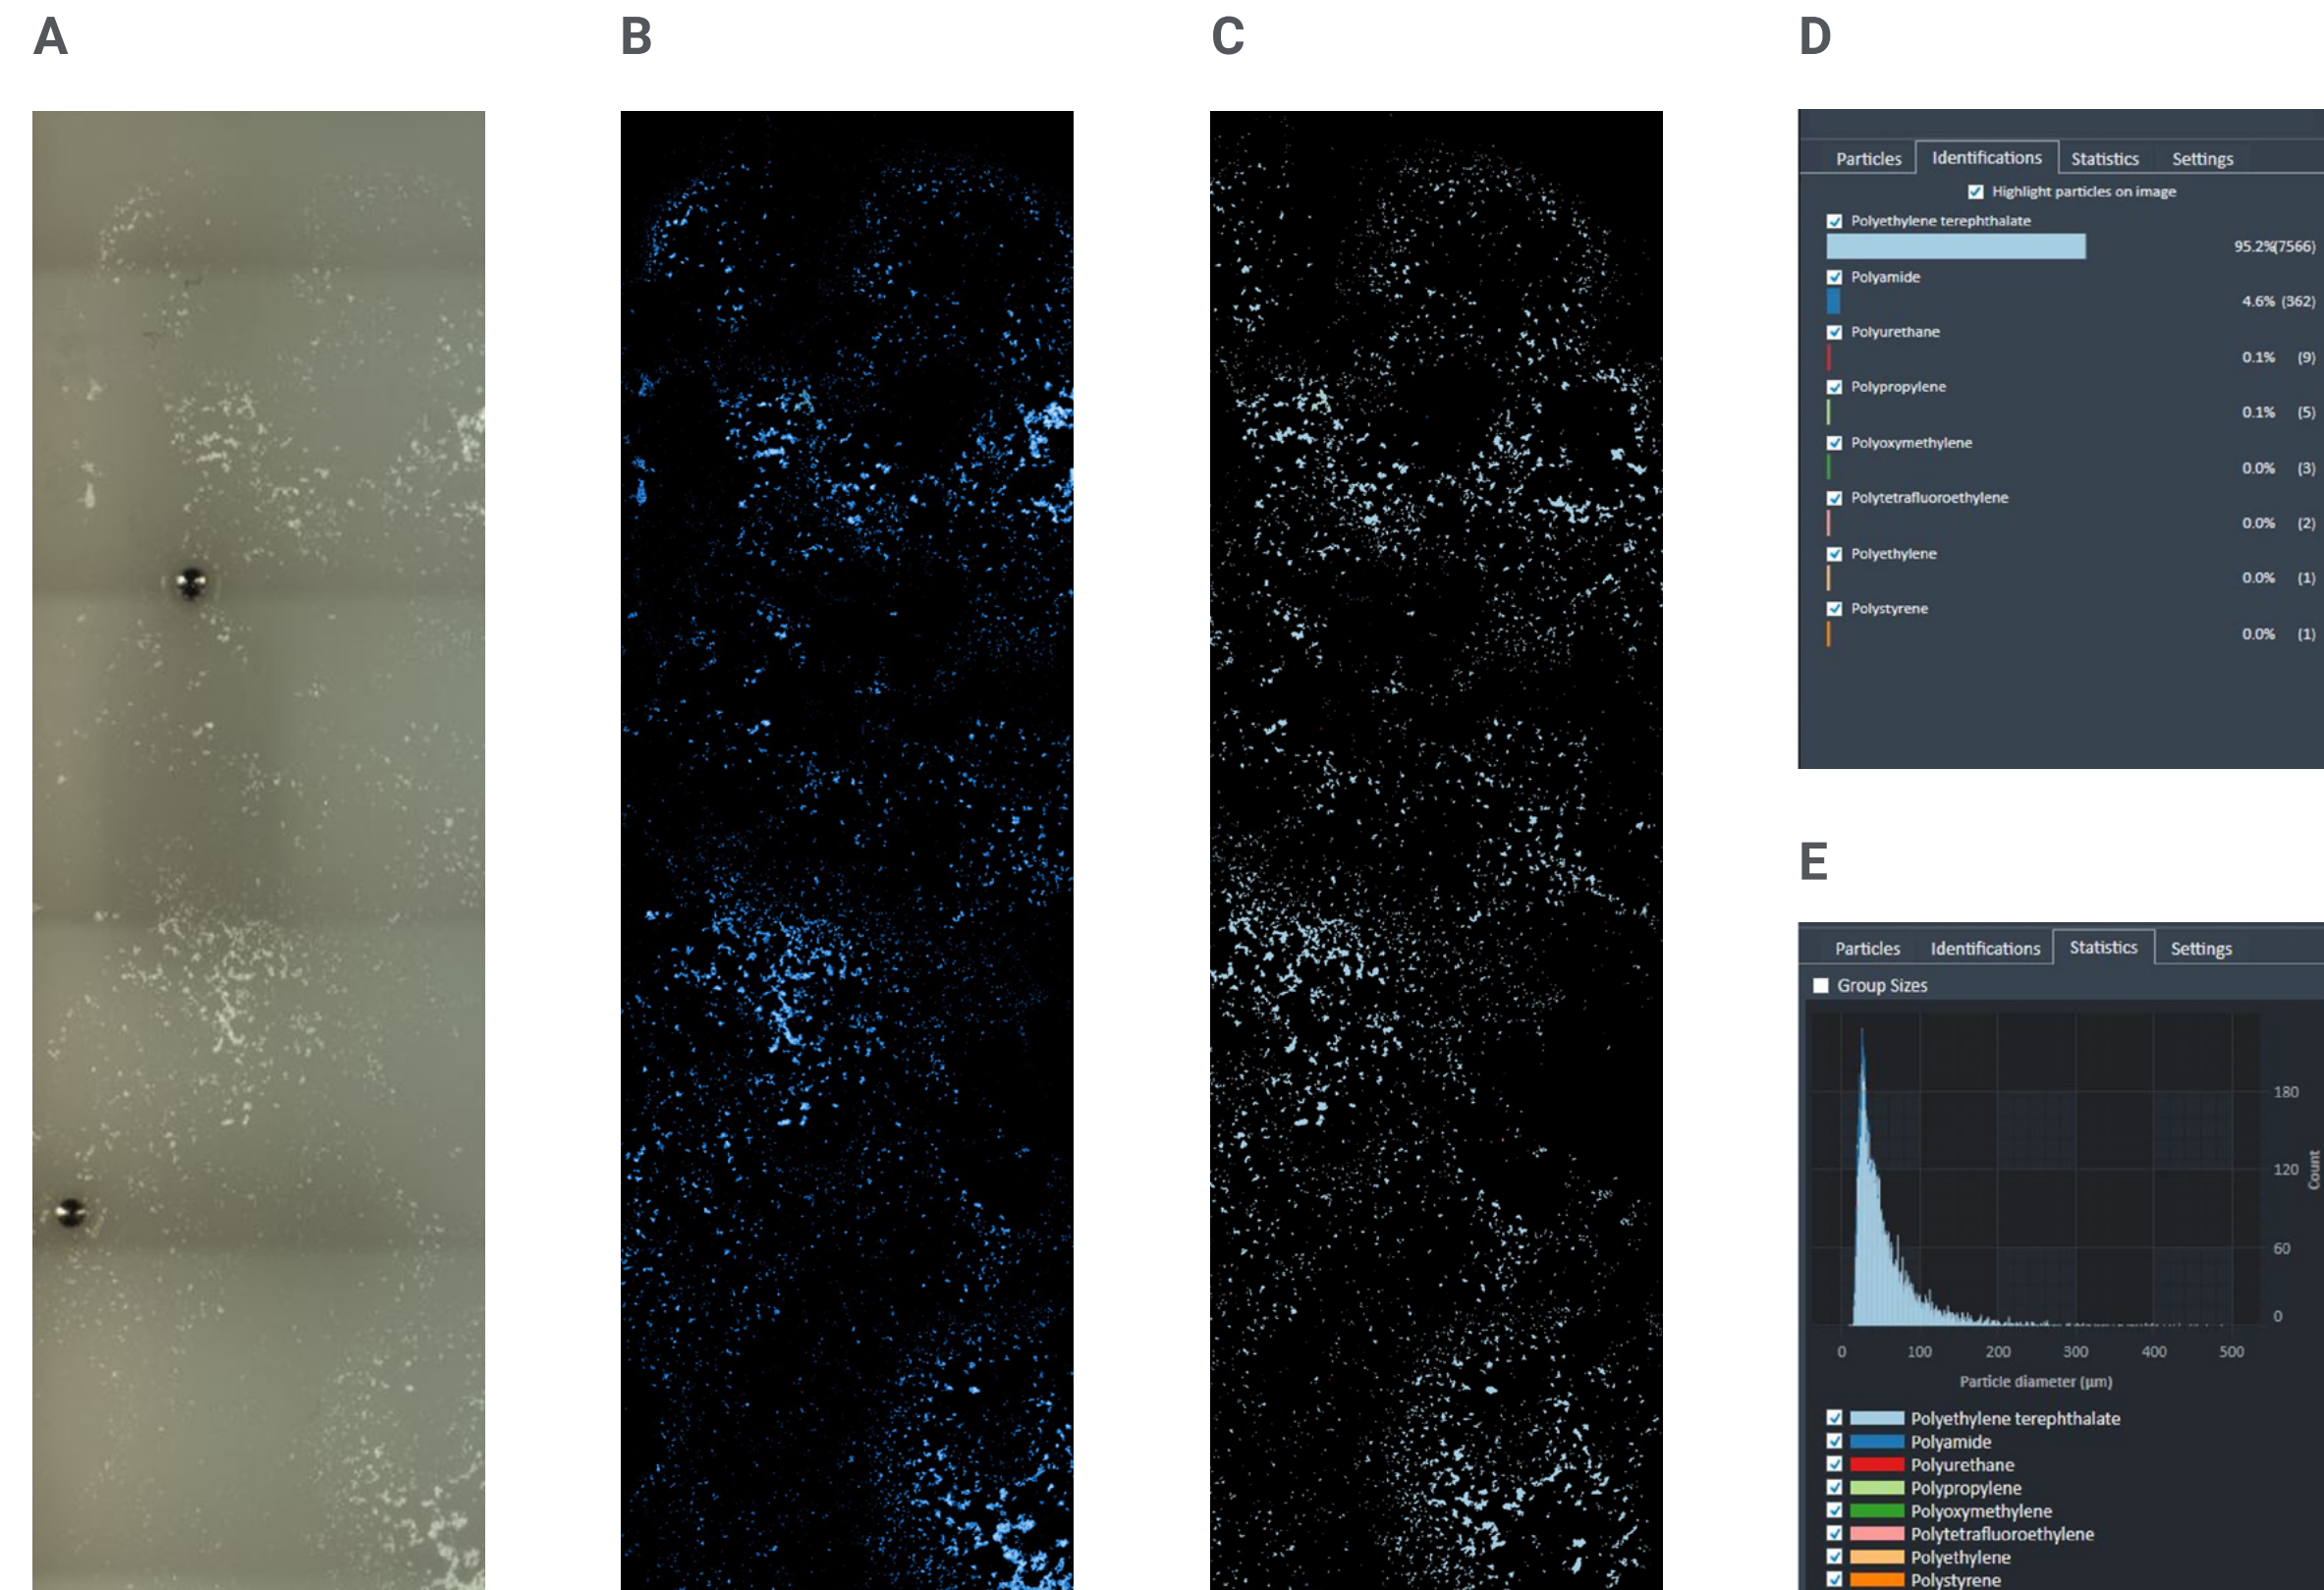 A
B
C
D
Particles Identifications Statistics Settings
Highlight particles on image
Polyethylene terephthalate
95.2%(7566)
Polyamide
4.6% (362)
Polyurethane
0.1% (9)
Polypropylene
0.1% (5)
Polyoxymethylene
0.0% (3)
Polytetrafluoroethylene
0.0% (2)
Polyethylene
0.0% (1)
Polystyrene
0.0% (1)
E
Particles Identifications Statistics Settings
Group Sizes
180
120
60
0
Count
0 100 200 300 400 500
Particle diameter (µm)
Polyethylene terephthalate
Polyamide
Polyurethane
Polypropylene
Polyoxymethylene
Polytetrafluoroethylene
Polyethylene
Polystyrene